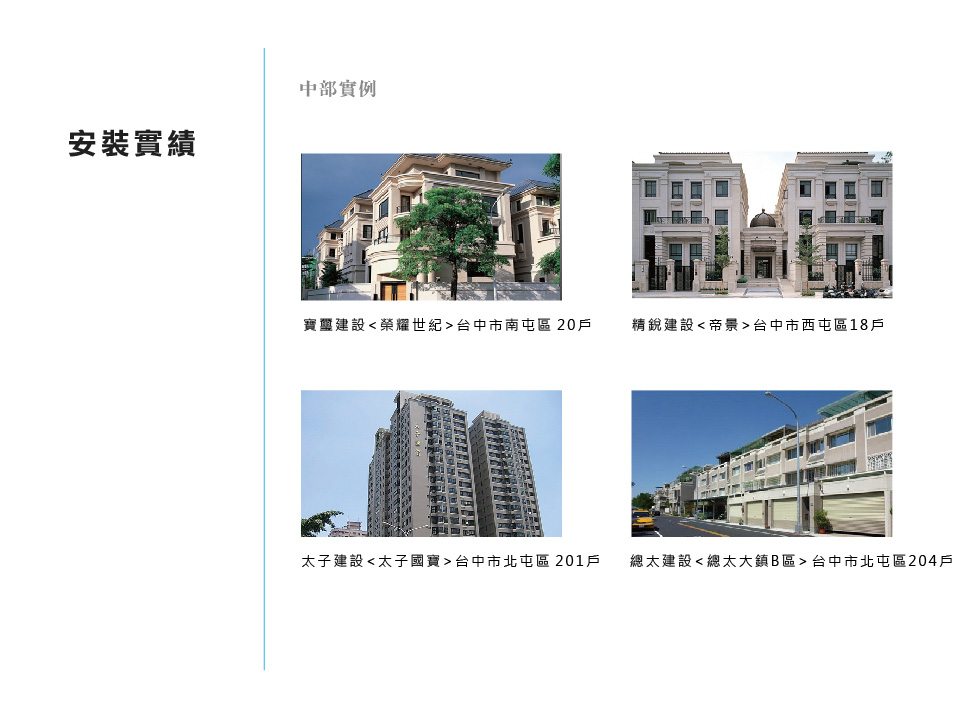 中部實例
安裝實績
寶璽建設<榮耀世紀>台中市南屯區 20戶
精銳建設<帝景>台中市西屯區18戶
太子建設<太子國寶>台中市北屯區 201戶
總太建設<總太大鎮B區> 台中市北屯區204戶